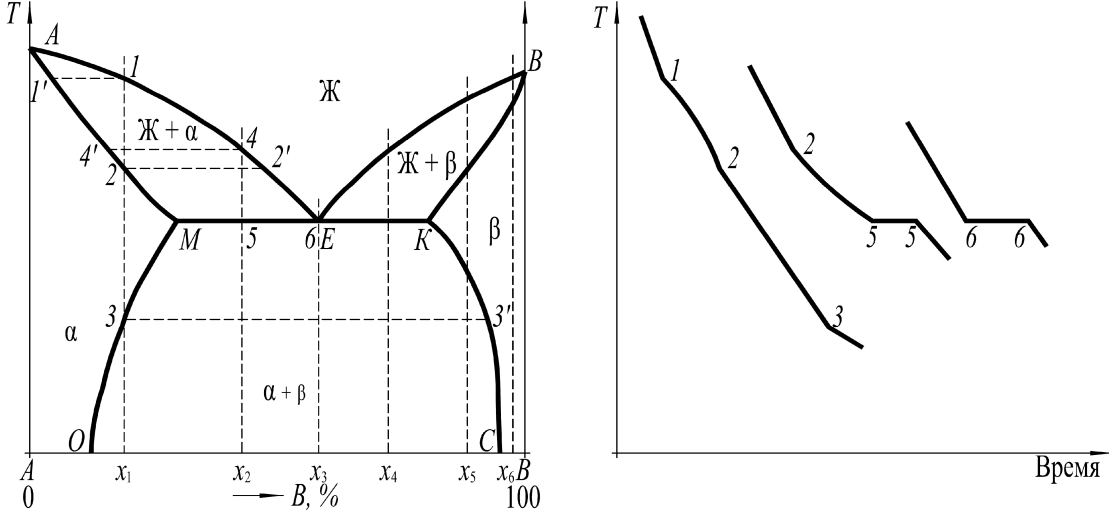 T
A
1
1'
Ж
B
Ж + α
4
4'
2
2'
Ж + β
β
M
5
6
E
K
3
3'
α
α + β
O
C
A
x1
x2
x3
x4
x5
x6
B
0
B, %
100
T
1
2
2
5
5
6
6
3
Время